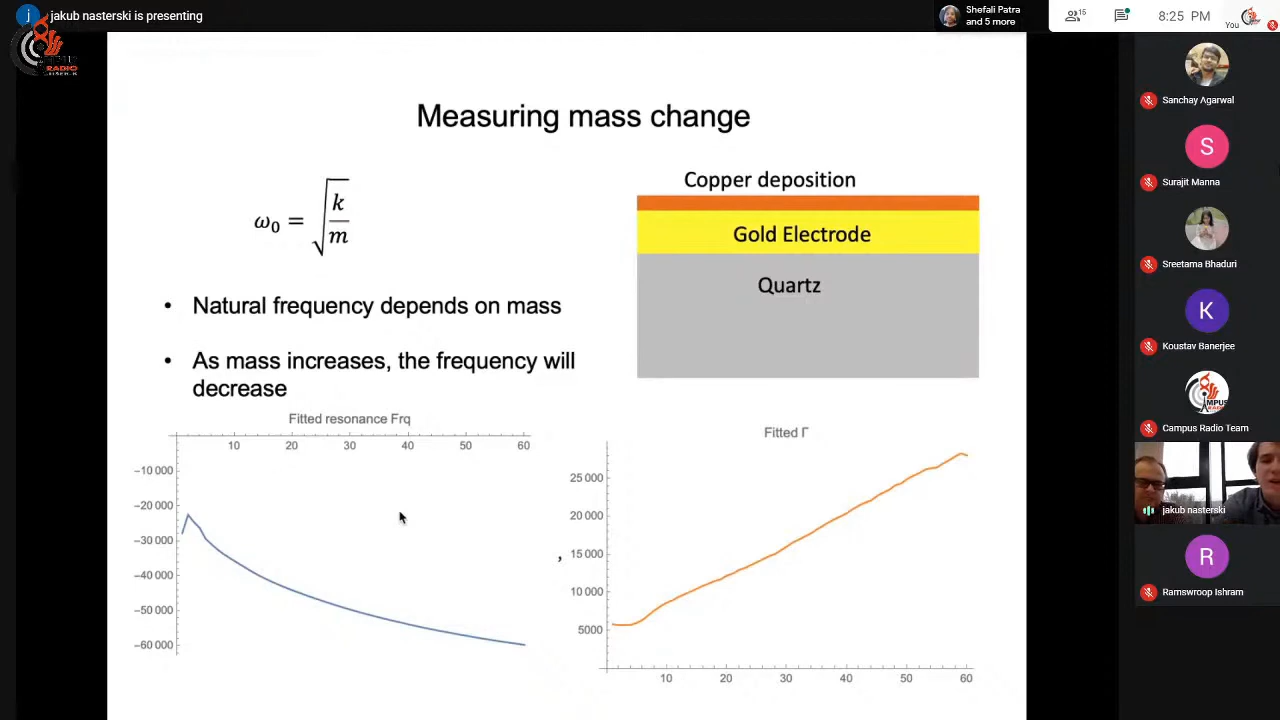 jakub nasterski is presenting
Shefali Patra
and 5 more
15
8:25 PM
You
RADIO
Measuring mass change
ω₀ = √(k/m)
Copper deposition
Gold Electrode
Quartz
• Natural frequency depends on mass
• As mass increases, the frequency will
decrease
Fitted resonance Frq
10 20 30 40 50 60
−10 000
−20 000
−30 000
−40 000
−50 000
−60 000
,
Fitted Γ
25 000
20 000
15 000
10 000
5000
10 20 30 40 50 60
Sanchay Agarwal
S
Surajit Manna
Sreetama Bhaduri
K
Koustav Banerjee
MPUS
Campus Radio Team
jakub nasterski
R
Ramswroop Ishram